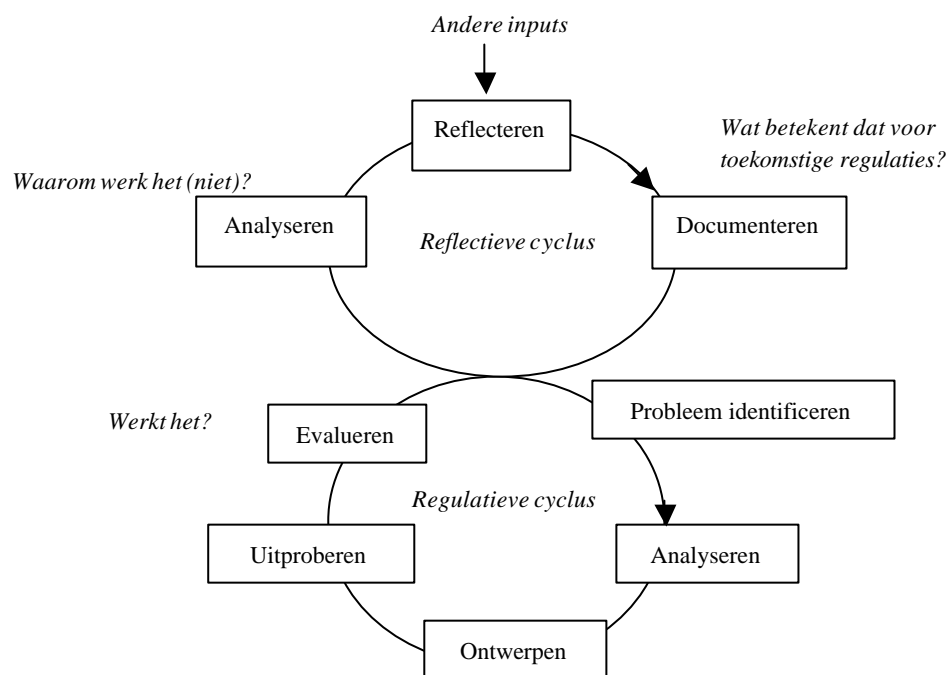 Andere inputs
Reflecteren
Wat betekent dat voor
toekomstige regulaties?
Waarom werk het (niet)?
Analyseren
Reflectieve cyclus
Documenteren
Probleem identificeren
Werkt het?
Evalueren
Regulatieve cyclus
Uitproberen
Analyseren
Ontwerpen